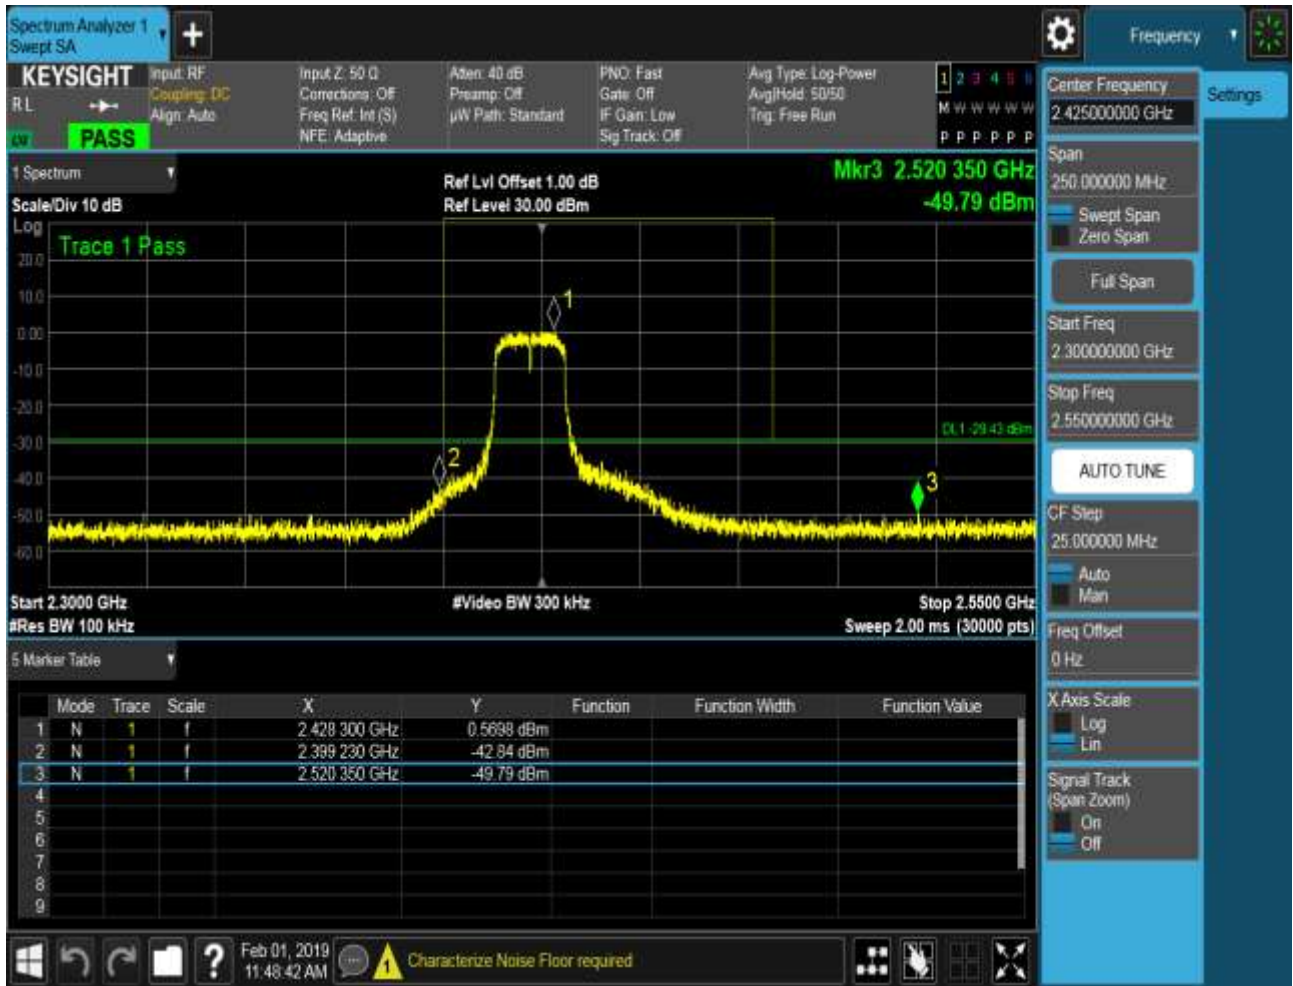 Spectrum Analyzer 1
Swept SA
Frequency
KEYSIGHT
RL
PASS
Input: RF
Coupling: DC
Align: Auto
Input Z: 50 Ω
Corrections: Off
Freq Ref: Int (S)
NFE: Adaptive
Atten: 40 dB
Preamp: Off
µW Path: Standard
PNO: Fast
Gate: Off
IF Gain: Low
Sig Track: Off
Avg Type: Log-Power
Avg|Hold: 50/50
Trig: Free Run
1 2 3 4 5 6
M W W W W W
P P P P P P
1 Spectrum
Scale/Div 10 dB
Ref Lvl Offset 1.00 dB
Ref Level 30.00 dBm
Mkr3 2.520 350 GHz
-49.79 dBm
Log
Trace 1 Pass
20.0
10.0
0.00
-10.0
-20.0
-30.0
-40.0
-50.0
-60.0
1
2
3
DL1 -29.43 dBm
Start 2.3000 GHz
#Video BW 300 kHz
Stop 2.5500 GHz
#Res BW 100 kHz
Sweep 2.00 ms (30000 pts)
5 Marker Table
Mode Trace Scale X Y Function Function Width Function Value
1 N 1 f 2.428 300 GHz 0.5698 dBm
2 N 1 f 2.399 230 GHz -42.84 dBm
3 N 1 f 2.520 350 GHz -49.79 dBm
4
5
6
7
8
9
Feb 01, 2019
11:48:42 AM
Characterize Noise Floor required
Center Frequency
2.425000000 GHz
Settings
Span
250.000000 MHz
Swept Span
Zero Span
Full Span
Start Freq
2.300000000 GHz
Stop Freq
2.550000000 GHz
AUTO TUNE
CF Step
25.000000 MHz
Auto
Man
Freq Offset
0 Hz
X Axis Scale
Log
Lin
Signal Track
(Span Zoom)
On
Off